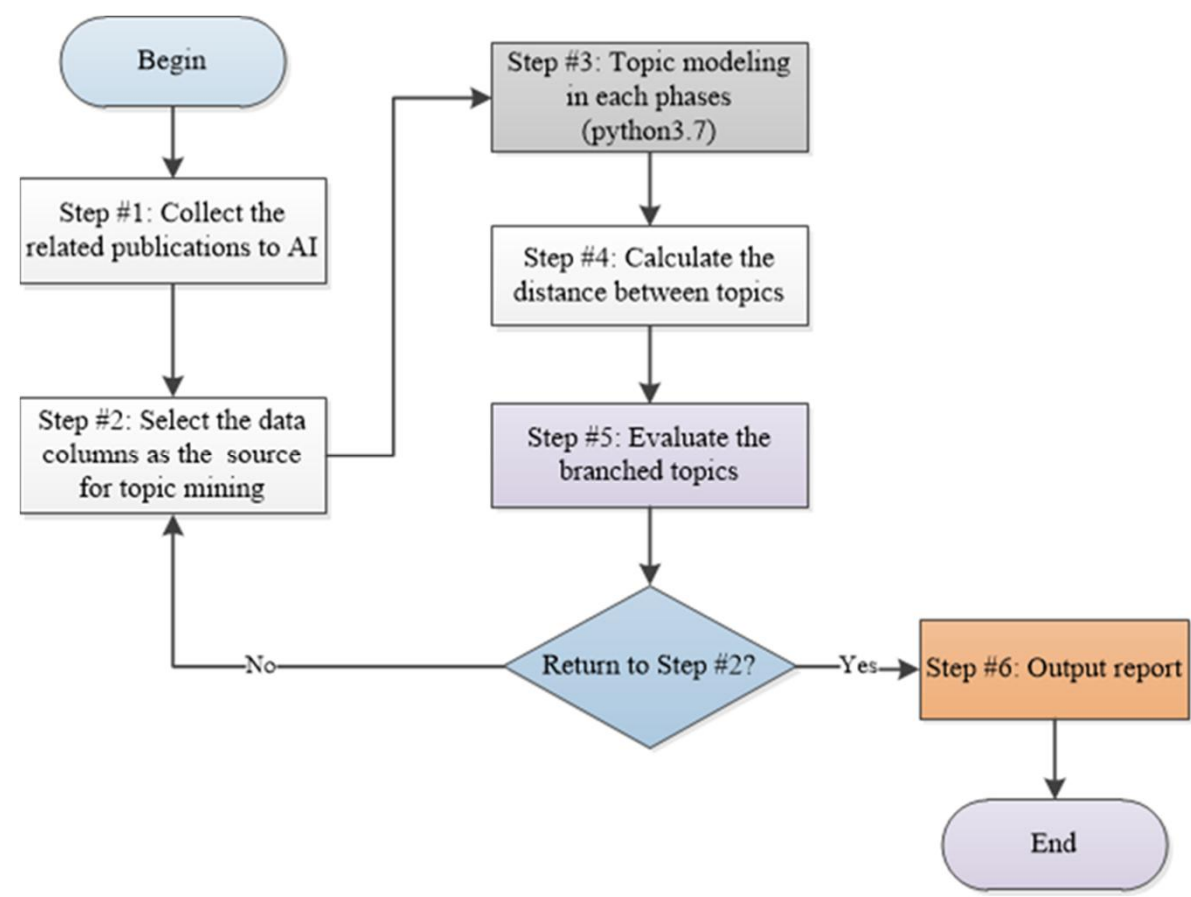 Begin
Step #1: Collect the
related publications to AI
Step #2: Select the data
columns as the source
for topic mining
Step #3: Topic modeling
in each phases
(python3.7)
Step #4: Calculate the
distance between topics
Step #5: Evaluate the
branched topics
Return to Step #2?
No
Yes
Step #6: Output report
End